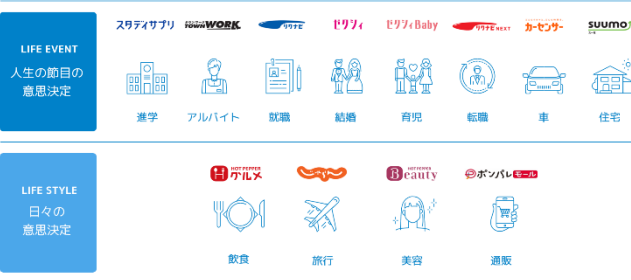 LIFE EVENT
人生の節目の
意思決定
スタディサプリ
TOWNWORK
リクナビ
ゼクシィ
ゼクシィBaby
リクナビNEXT
カーセンサー
SUUMO
進学
アルバイト
就職
結婚
育児
転職
車
住宅
LIFE STYLE
日々の
意思決定
HOT PEPPER
グルメ
じゃらん
HOT PEPPER
Beauty
ポンパレモール
飲食
旅行
美容
通販